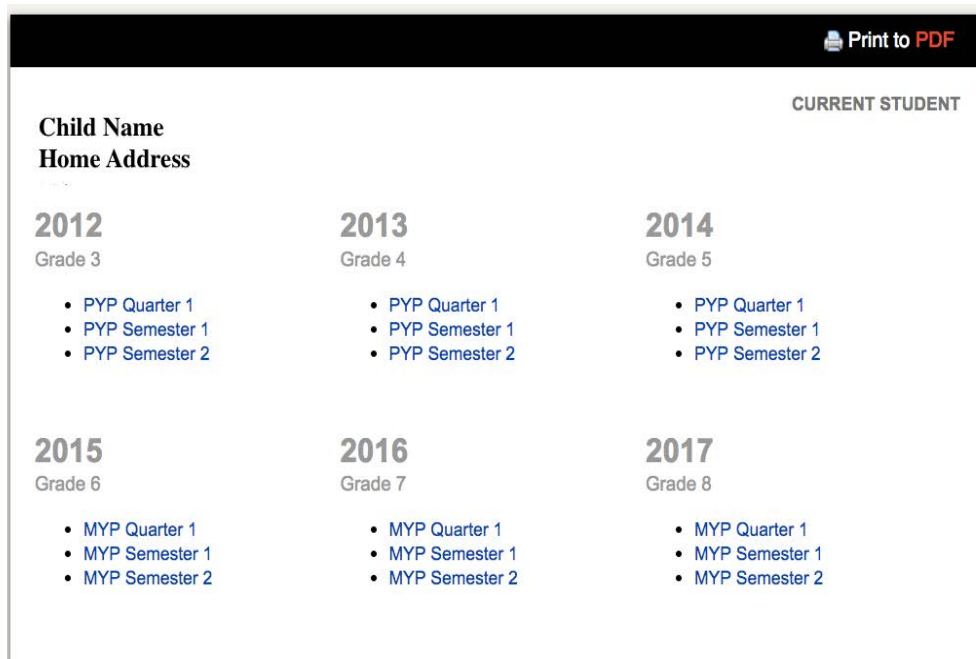 Print to PDF
CURRENT STUDENT
Child Name
Home Address
2012
Grade 3
• PYP Quarter 1
• PYP Semester 1
• PYP Semester 2
2013
Grade 4
• PYP Quarter 1
• PYP Semester 1
• PYP Semester 2
2014
Grade 5
• PYP Quarter 1
• PYP Semester 1
• PYP Semester 2
2015
Grade 6
• MYP Quarter 1
• MYP Semester 1
• MYP Semester 2
2016
Grade 7
• MYP Quarter 1
• MYP Semester 1
• MYP Semester 2
2017
Grade 8
• MYP Quarter 1
• MYP Semester 1
• MYP Semester 2